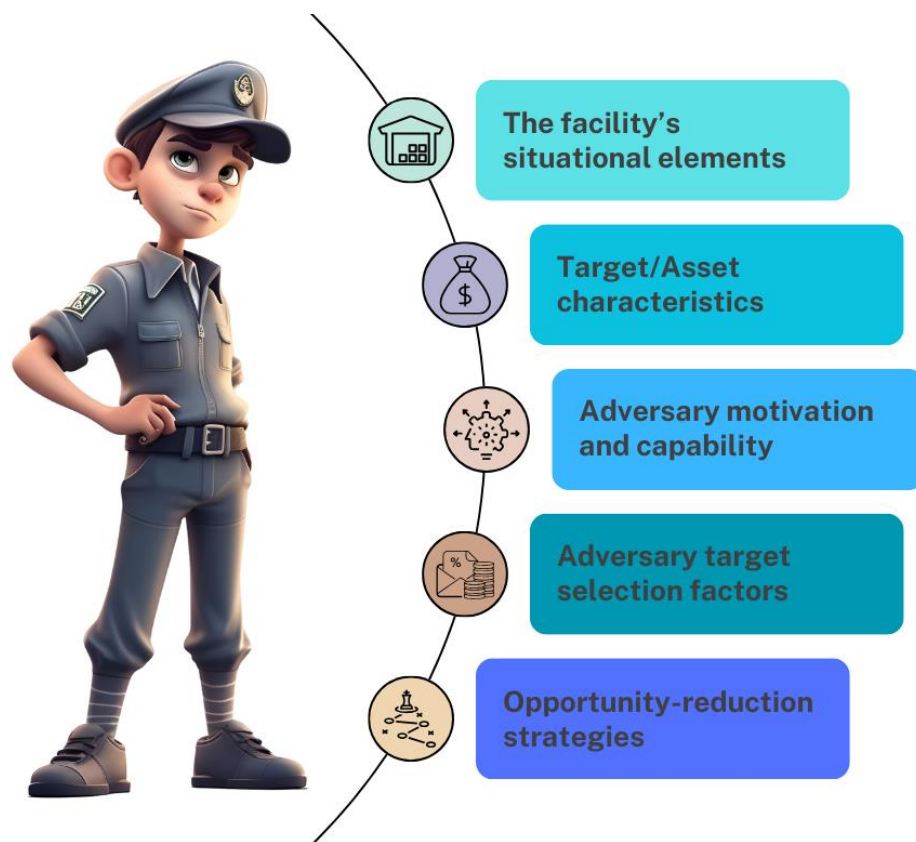 The facility's
situational elements
$
Target/Asset
characteristics
Adversary motivation
and capability
%
Adversary target
selection factors
Opportunity-reduction
strategies